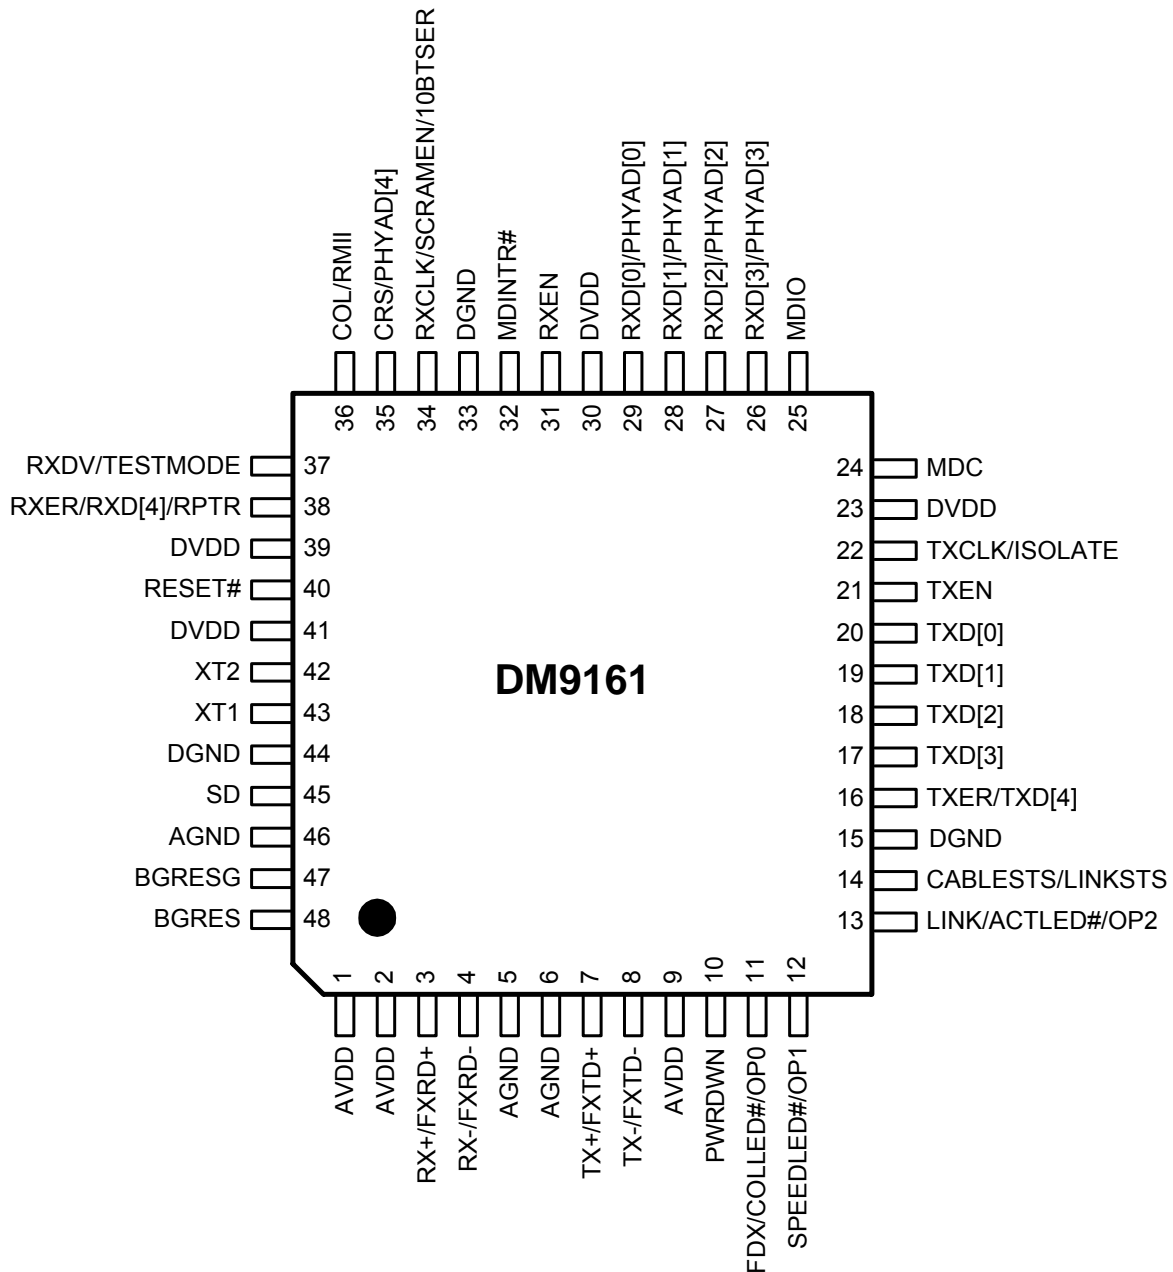 COL/RMII
CRS/PHYAD[4]
RXCLK/SCRAMEN/10BTSER
DGND
MDINTR#
RXEN
DVDD
RXD[0]/PHYAD[0]
RXD[1]/PHYAD[1]
RXD[2]/PHYAD[2]
RXD[3]/PHYAD[3]
MDIO
36
35
34
33
32
31
30
29
28
27
26
25
RXDV/TESTMODE 37
RXER/RXD[4]/RPTR 38
DVDD 39
RESET# 40
DVDD 41
XT2 42
XT1 43
DGND 44
SD 45
AGND 46
BGRESG 47
BGRES 48
DM9161
24 MDC
23 DVDD
22 TXCLK/ISOLATE
21 TXEN
20 TXD[0]
19 TXD[1]
18 TXD[2]
17 TXD[3]
16 TXER/TXD[4]
15 DGND
14 CABLESTS/LINKSTS
13 LINK/ACTLED#/OP2
1
2
3
4
5
6
7
8
9
10
11
12
AVDD
AVDD
RX+/FXRD+
RX-/FXRD-
AGND
AGND
TX+/FXTD+
TX-/FXTD-
AVDD
PWRDWN
FDX/COLLED#/OP0
SPEEDLED#/OP1